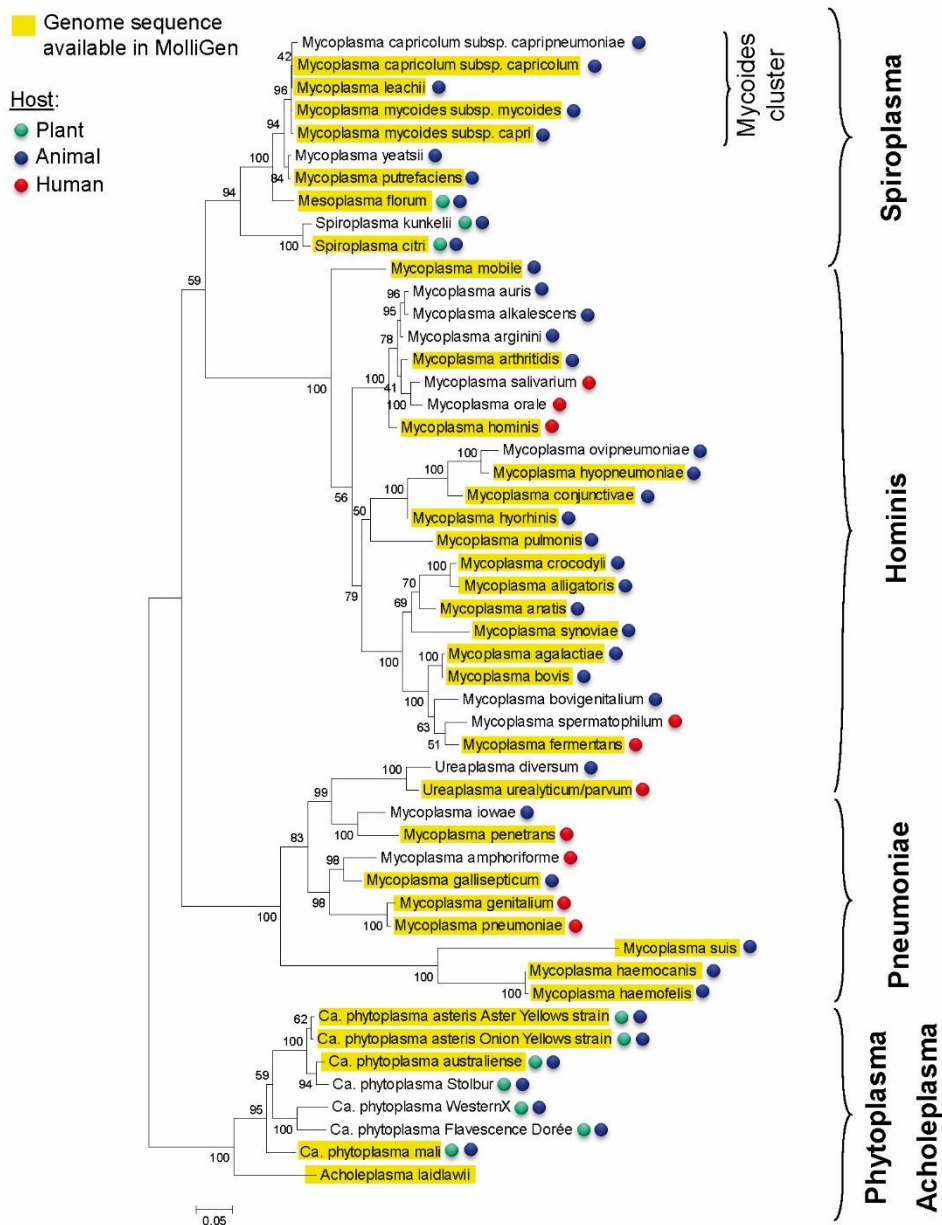 Genome sequence
available in MolliGen
Host:
Plant
Animal
Human
Mycoplasma capricolum subsp. capripneumoniae
42
Mycoplasma capricolum subsp. capricolum
Mycoplasma leachii
96
Mycoplasma mycoides subsp. mycoides
94
Mycoplasma mycoides subsp. capri
100
Mycoplasma yeatsii
84
Mycoplasma putrefaciens
94
Mesoplasma florum
Spiroplasma kunkelii
100
Spiroplasma citri
Mycoides
cluster
Spiroplasma
59
Mycoplasma mobile
96
Mycoplasma auris
95
Mycoplasma alkalescens
78
Mycoplasma arginini
Mycoplasma arthritidis
100
41
Mycoplasma salivarium
100
Mycoplasma orale
100
Mycoplasma hominis
100
Mycoplasma ovipneumoniae
100
Mycoplasma hyopneumoniae
100
Mycoplasma conjunctivae
56
50
Mycoplasma hyorhinis
Mycoplasma pulmonis
100
Mycoplasma crocodyli
70
Mycoplasma alligatoris
79
69
Mycoplasma anatis
Mycoplasma synoviae
100
100
Mycoplasma agalactiae
Mycoplasma bovis
100
Mycoplasma bovigenitalium
63
Mycoplasma spermatophilum
51
Mycoplasma fermentans
Hominis
100
Ureaplasma diversum
99
Ureaplasma urealyticum/parvum
Mycoplasma iowae
83
100
Mycoplasma penetrans
98
Mycoplasma amphoriforme
Mycoplasma gallisepticum
98
Mycoplasma genitalium
100
100
Mycoplasma pneumoniae
Mycoplasma suis
100
Mycoplasma haemocanis
100
Mycoplasma haemofelis
Pneumoniae
62
Ca. phytoplasma asteris Aster Yellows strain
100
Ca. phytoplasma asteris Onion Yellows strain
Ca. phytoplasma australiense
59
94
Ca. phytoplasma Stolbur
95
Ca. phytoplasma WesternX
100
Ca. phytoplasma Flavescence Dorée
Ca. phytoplasma mali
100
Acholeplasma laidlawii
Phytoplasma
Acholeplasma
0.05